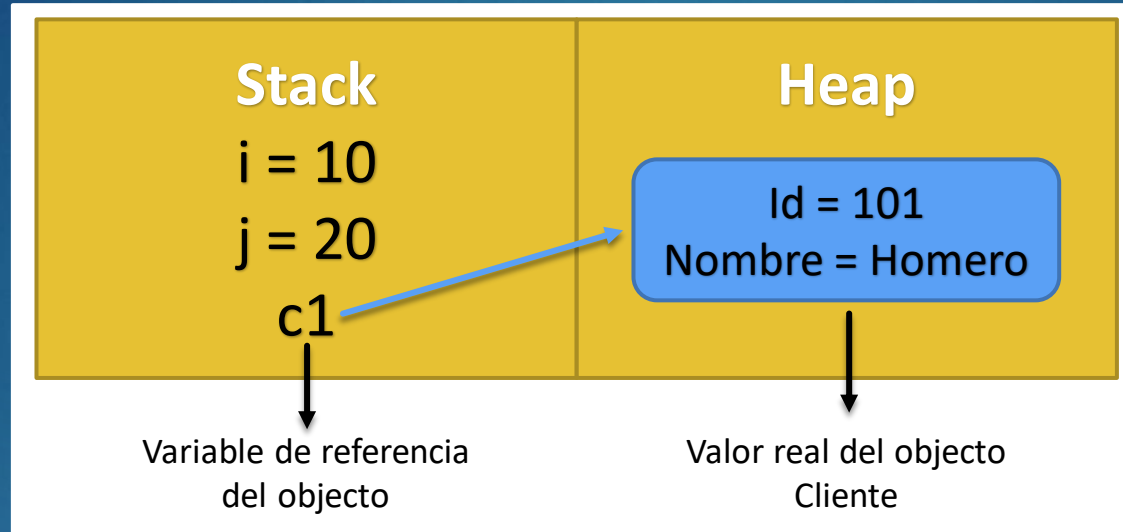 Stack
i = 10
j = 20
c1
Heap
Id = 101
Nombre = Homero
Variable de referencia
del objecto
Valor real del objecto
Cliente